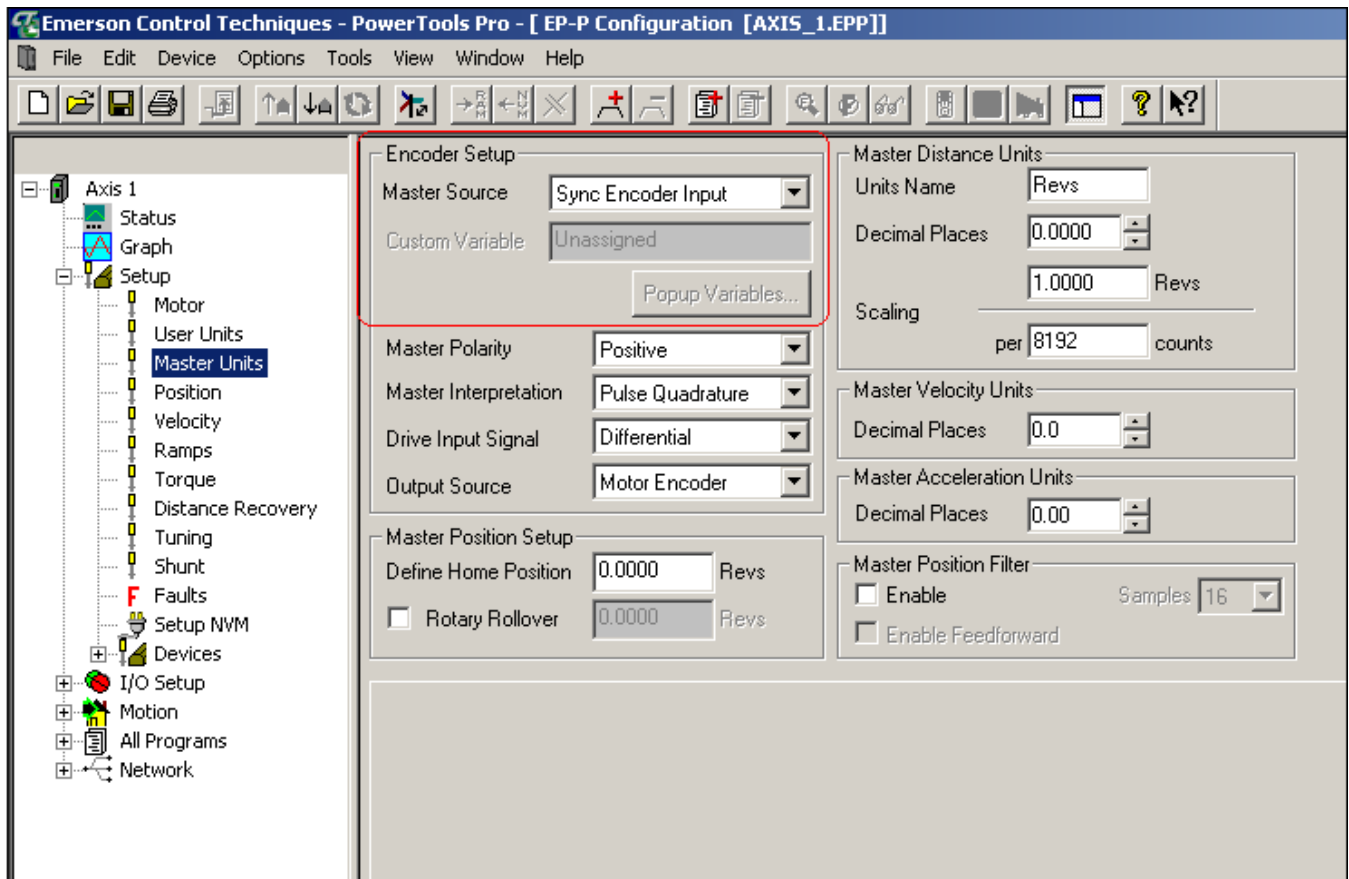 Emerson Control Techniques - PowerTools Pro - [ EP-P Configuration [AXIS_1.EPP]]
File Edit Device Options Tools View Window Help
Axis 1
Status
Graph
Setup
Motor
User Units
Master Units
Position
Velocity
Ramps
Torque
Distance Recovery
Tuning
Shunt
F Faults
Setup NVM
Devices
I/O Setup
Motion
All Programs
Network
Encoder Setup
Master Source Sync Encoder Input
Custom Variable Unassigned
Popup Variables...
Master Polarity Positive
Master Interpretation Pulse Quadrature
Drive Input Signal Differential
Output Source Motor Encoder
Master Position Setup
Define Home Position 0.0000 Revs
Rotary Rollover 0.0000 Revs
Master Distance Units
Units Name Revs
Decimal Places 0.0000
1.0000 Revs
Scaling
per 8192 counts
Master Velocity Units
Decimal Places 0.0
Master Acceleration Units
Decimal Places 0.00
Master Position Filter
Enable Samples 16
Enable Feedforward